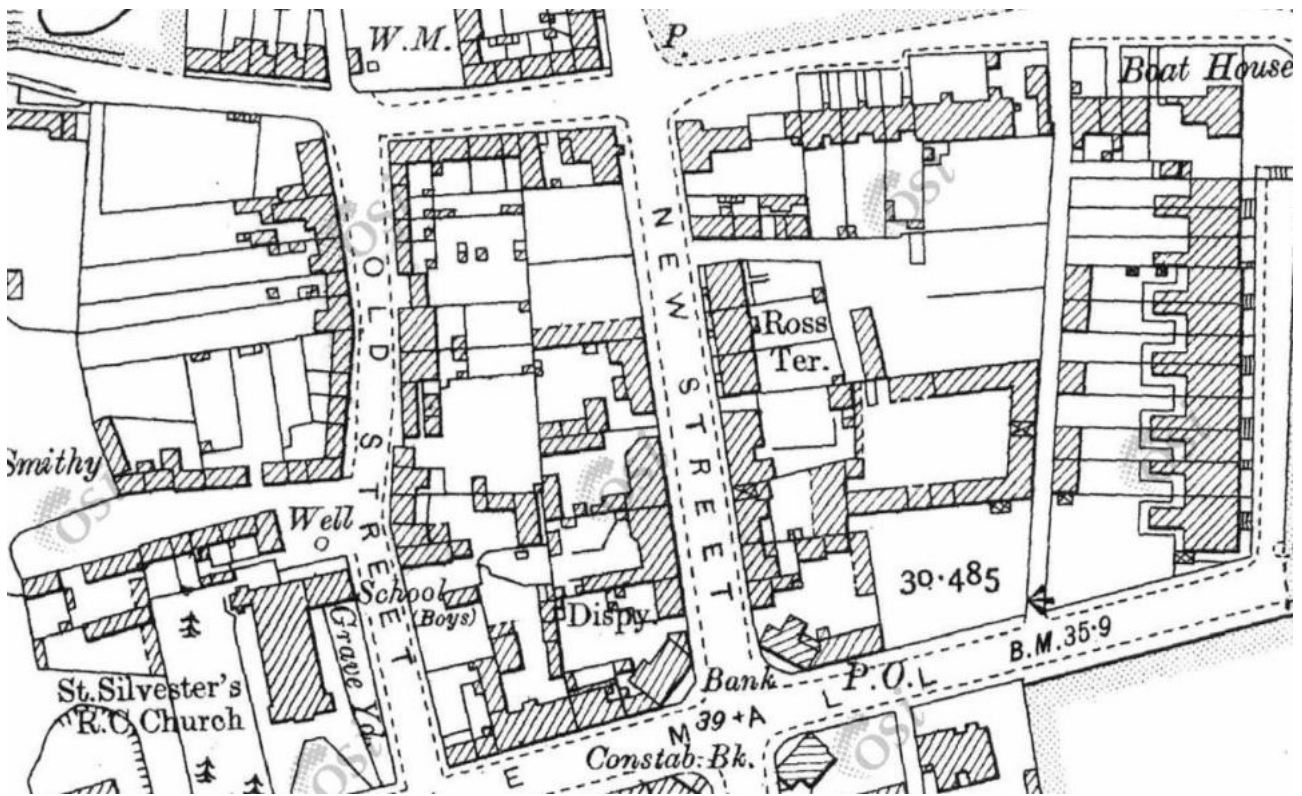 W.M.
P.
Boat House
OLD STREET
NEW STREET
Ross
Ter.
Smithy
Well
School
(Boys)
Grave Yd.
Dispy.
30·485
St. Silvester's
R.C. Church
Bank
P.O.
B.M. 35·9
39+A
Constab: Bk.
E M L L
OSi
OSi
OSi
OSi
OSi
OSi
OSi